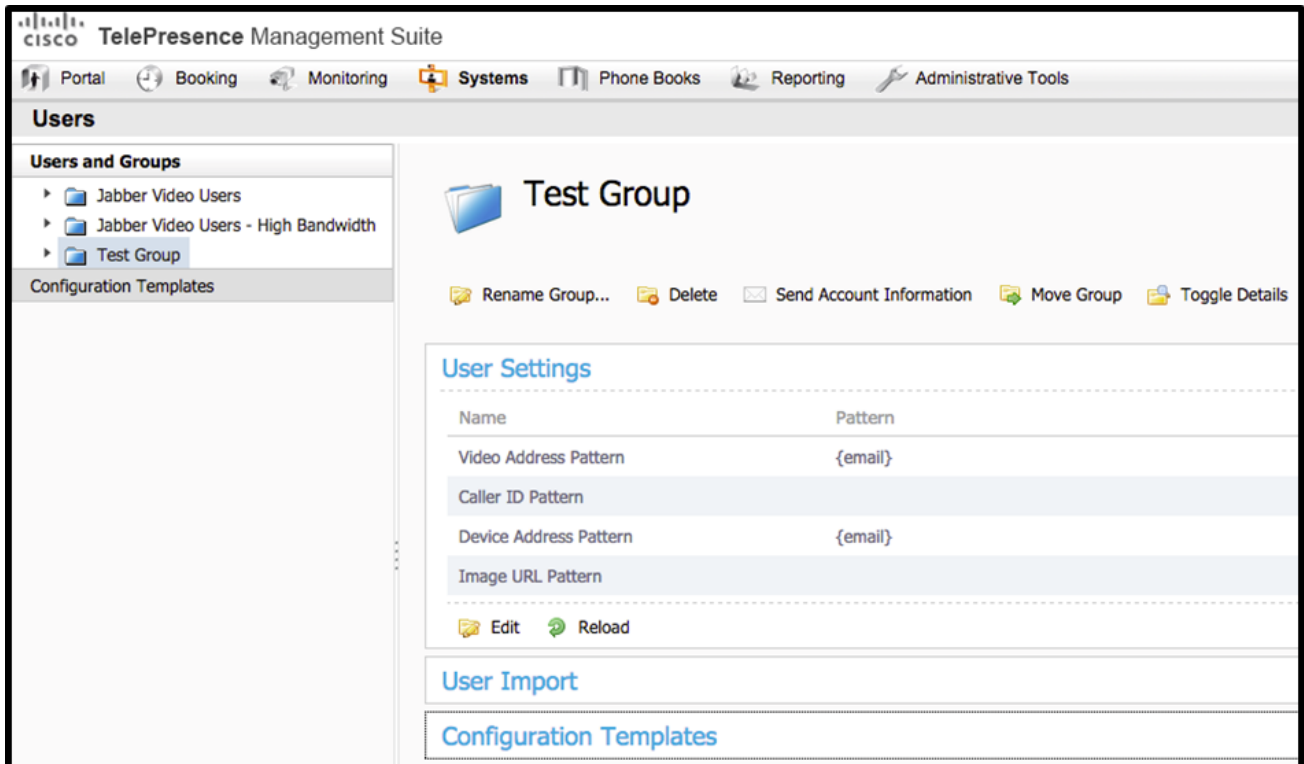 CISCO TelePresence Management Suite
Portal Booking Monitoring Systems Phone Books Reporting Administrative Tools
Users
Users and Groups
Jabber Video Users
Jabber Video Users - High Bandwidth
Test Group
Configuration Templates
Test Group
Rename Group... Delete Send Account Information Move Group Toggle Details
User Settings
Name Pattern
Video Address Pattern {email}
Caller ID Pattern
Device Address Pattern {email}
Image URL Pattern
Edit Reload
User Import
Configuration Templates